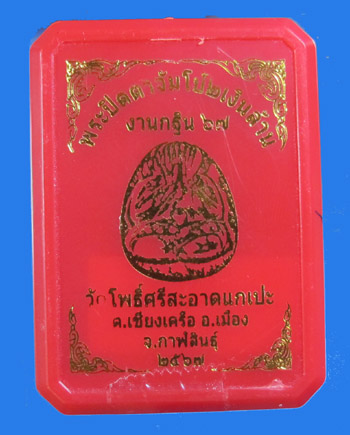 พระปิดตาจัมโบ้๒เงินล้าน
งานกฐิน ๖๗
วัดโพธิ์ศรีสะอาดแกเปะ
ต.เชียงเครือ อ.เมือง
จ.กาฬสินธุ์
๒๕๖๗